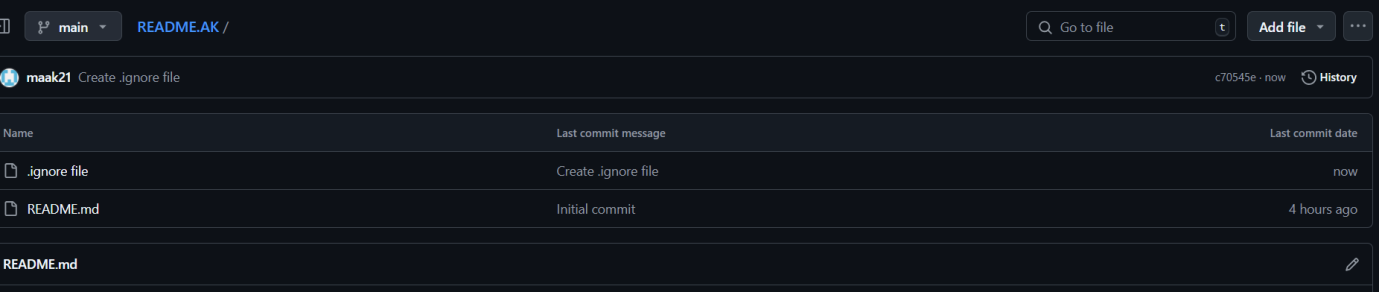 main README.AK / Go to file t Add file
maak21 Create .ignore file c70545e · now History
Name Last commit message Last commit date
.ignore file Create .ignore file now
README.md Initial commit 4 hours ago
README.md